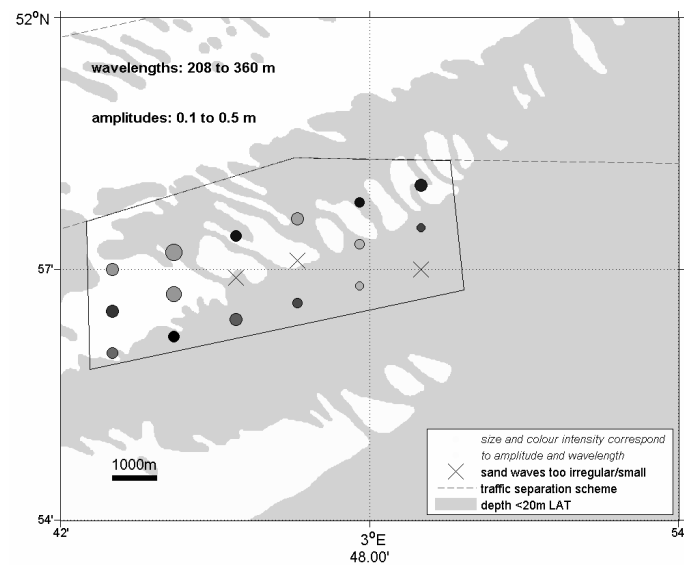 52°N
wavelengths: 208 to 360 m
amplitudes: 0.1 to 0.5 m
57'
1000m
size and colour intensity correspond
to amplitude and wavelength
sand waves too irregular/small
traffic separation scheme
depth <20m LAT
54'
42'
3°E
48.00'
54